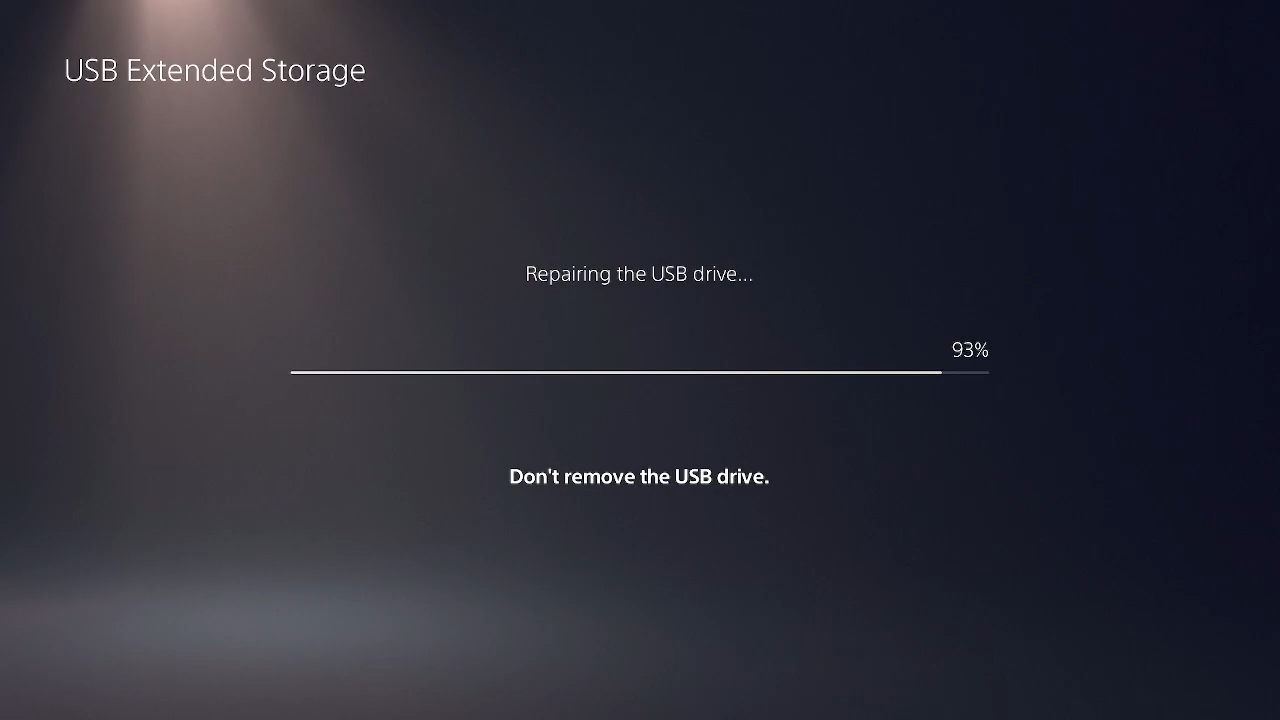 USB Extended Storage
Repairing the USB drive...
93%
Don't remove the USB drive.